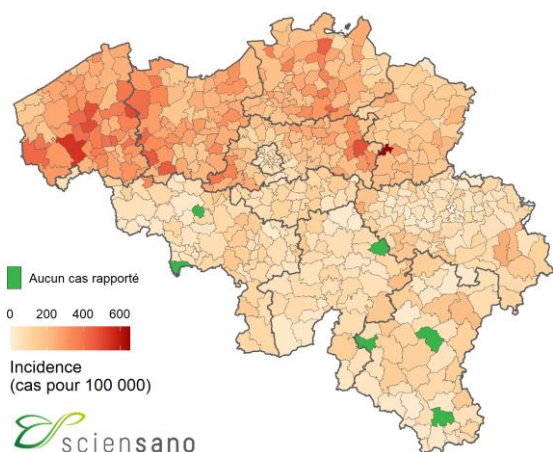 Aucun cas rapporté
0 200 400 600
Incidence
(cas pour 100 000)
sciensano